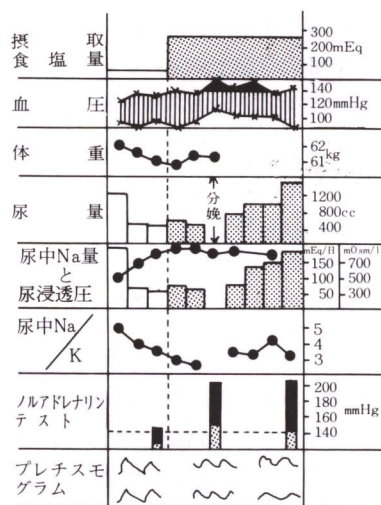 摂取
食塩量
300
200mEq
100
血圧
140
120mmHg
100
体重
62
61kg
尿量
分娩
1200
800cc
400
尿中Na量
と
尿浸透圧
mEq/H
mOsm/l
150
100
50
700
500
300
尿中Na
/K
5
4
3
ノルアドレナリン
テスト
200
180
160
140
mmHg
プレチスモ
グラム